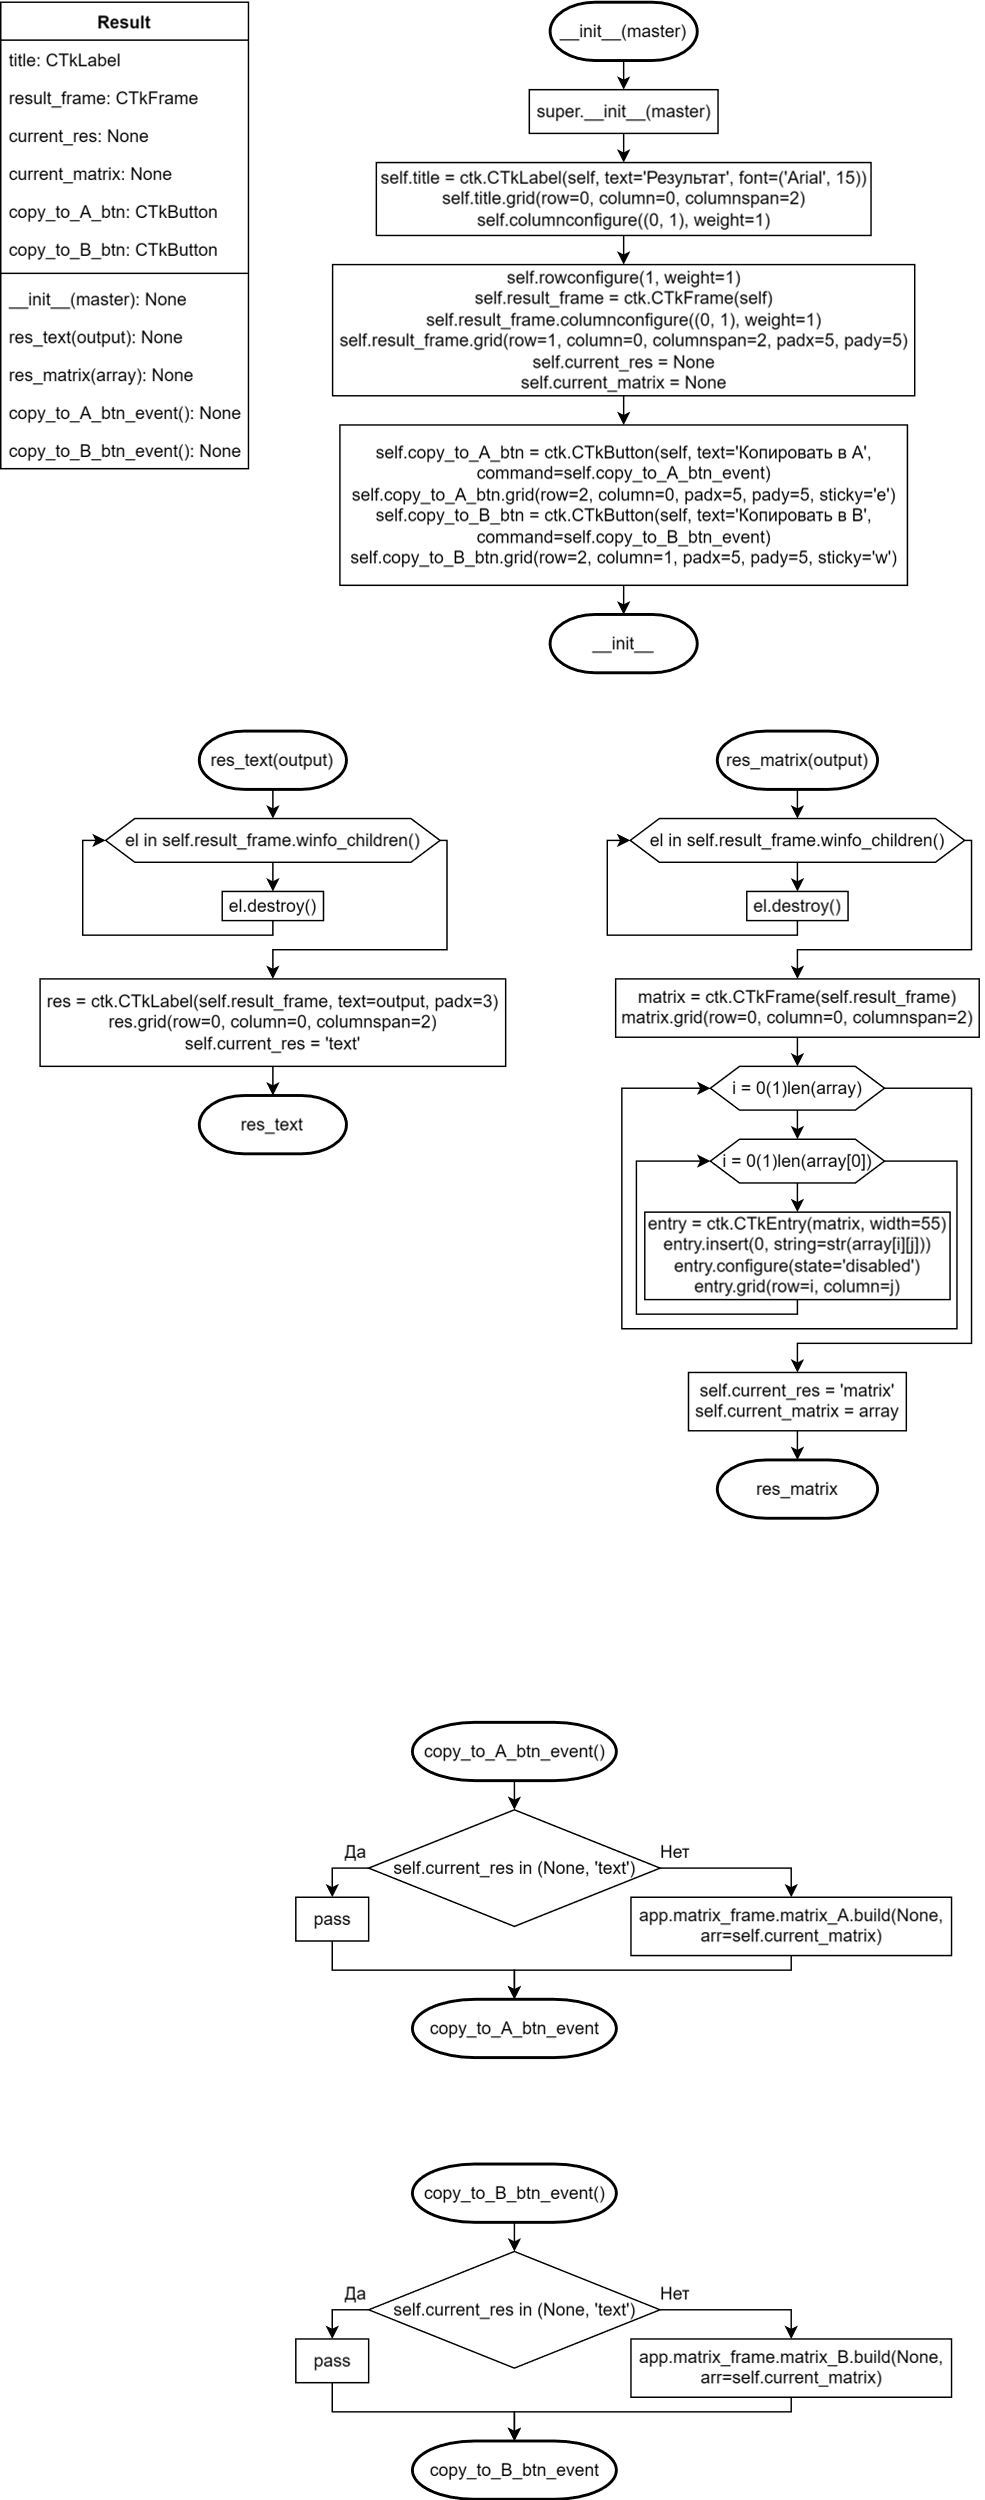 Result
title: CTkLabel
result_frame: CTkFrame
current_res: None
current_matrix: None
copy_to_A_btn: CTkButton
copy_to_B_btn: CTkButton
__init__(master): None
res_text(output): None
res_matrix(array): None
copy_to_A_btn_event(): None
copy_to_B_btn_event(): None
__init__(master)
super.__init__(master)
self.title = ctk.CTkLabel(self, text='Результат', font=('Arial', 15))
self.title.grid(row=0, column=0, columnspan=2)
self.columnconfigure((0, 1), weight=1)
self.rowconfigure(1, weight=1)
self.result_frame = ctk.CTkFrame(self)
self.result_frame.columnconfigure((0, 1), weight=1)
self.result_frame.grid(row=1, column=0, columnspan=2, padx=5, pady=5)
self.current_res = None
self.current_matrix = None
self.copy_to_A_btn = ctk.CTkButton(self, text='Копировать в A',
command=self.copy_to_A_btn_event)
self.copy_to_A_btn.grid(row=2, column=0, padx=5, pady=5, sticky='e')
self.copy_to_B_btn = ctk.CTkButton(self, text='Копировать в B',
command=self.copy_to_B_btn_event)
self.copy_to_B_btn.grid(row=2, column=1, padx=5, pady=5, sticky='w')
__init__
res_text(output)
el in self.result_frame.winfo_children()
el.destroy()
res = ctk.CTkLabel(self.result_frame, text=output, padx=3)
res.grid(row=0, column=0, columnspan=2)
self.current_res = 'text'
res_text
res_matrix(output)
el in self.result_frame.winfo_children()
el.destroy()
matrix = ctk.CTkFrame(self.result_frame)
matrix.grid(row=0, column=0, columnspan=2)
i = 0(1)len(array)
i = 0(1)len(array[0])
entry = ctk.CTkEntry(matrix, width=55)
entry.insert(0, string=str(array[i][j]))
entry.configure(state='disabled')
entry.grid(row=i, column=j)
self.current_res = 'matrix'
self.current_matrix = array
res_matrix
copy_to_A_btn_event()
Да
Нет
self.current_res in (None, 'text')
pass
app.matrix_frame.matrix_A.build(None,
arr=self.current_matrix)
copy_to_A_btn_event
copy_to_B_btn_event()
Да
Нет
self.current_res in (None, 'text')
pass
app.matrix_frame.matrix_B.build(None,
arr=self.current_matrix)
copy_to_B_btn_event